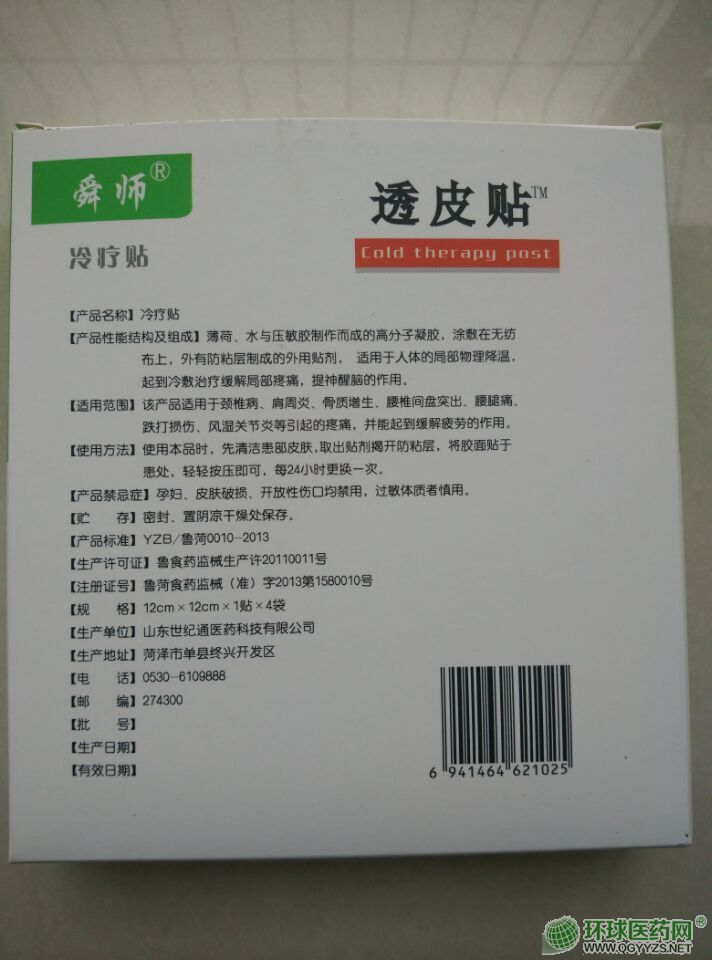 舜师®
透皮贴™
Cold therapy post
冷疗贴
【产品名称】冷疗贴
【产品性能结构及组成】薄荷、水与压敏胶制作而成的高分子凝胶，涂敷在无纺
布上，外有防粘层制成的外用贴剂， 适用于人体的局部物理降温，
起到冷敷治疗缓解局部疼痛，提神醒脑的作用。
【适用范围】该产品适用于颈椎病、肩周炎、骨质增生、腰椎间盘突出、腰腿痛、
跌打损伤、风湿关节炎等引起的疼痛，并能起到缓解疲劳的作用。
【使用方法】使用本品时，先清洁患部皮肤,取出贴剂揭开防粘层，将胶面贴于
患处，轻轻按压即可，每24小时更换一次。
【产品禁忌症】孕妇、皮肤破损、开放性伤口均禁用，过敏体质者慎用。
【贮 存】密封、置阴凉干燥处保存。
【产品标准】YZB/鲁菏0010-2013
【生产许可证】鲁食药监械生产许20110011号
【注册证号】鲁菏食药监械（准）字2013第1580010号
【规 格】12cm×12cm×1贴×4袋
【生产单位】山东世纪通医药科技有限公司
【生产地址】菏泽市单县终兴开发区
【电 话】0530-6109888
【邮 编】274300
【批 号】
【生产日期】
【有效日期】
6 941464 621025
环球医药网®
WWW.QGYYZS.NET